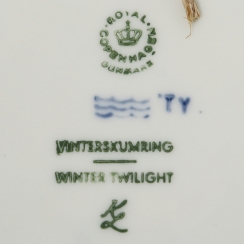 ROYAL COPENHAGEN
DENMARK
TY
VINTERSKUMRING
WINTER TWILIGHT